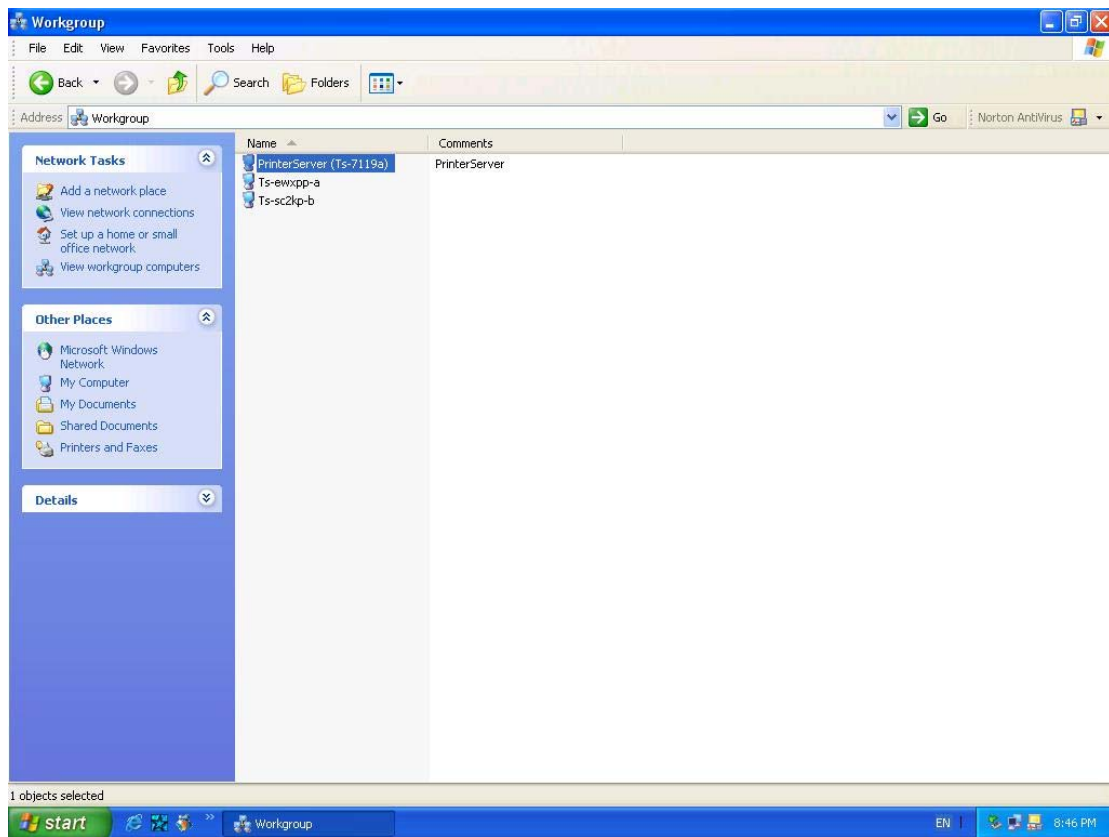 Workgroup
File Edit View Favorites Tools Help
Back Search Folders
Address Workgroup Go Norton AntiVirus
Name Comments
Network Tasks
Add a network place
View network connections
Set up a home or small
office network
View workgroup computers
Other Places
Microsoft Windows
Network
My Computer
My Documents
Shared Documents
Printers and Faxes
Details
PrinterServer (Ts-7119a) PrinterServer
Ts-ewxpp-a
Ts-sc2kp-b
1 objects selected
start Workgroup EN 8:46 PM